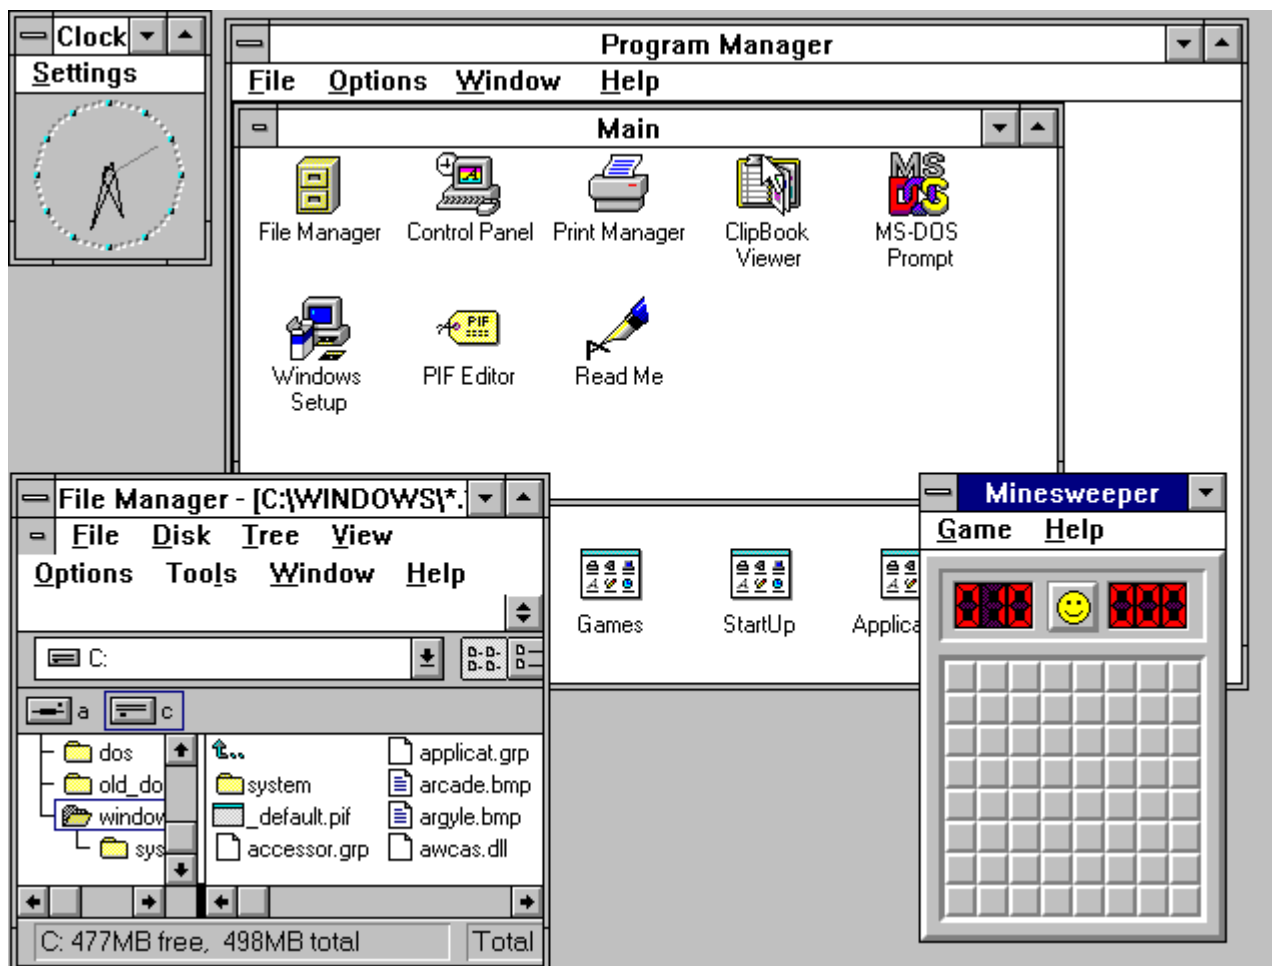 Clock
Settings
Program Manager
File Options Window Help
Main
File Manager
Control Panel
Print Manager
ClipBook
Viewer
MS-DOS
Prompt
MS
DOS
Windows
Setup
PIF Editor
PIF
Read Me
Games
StartUp
Applica
File Manager - [C:\WINDOWS\*.
File Disk Tree View
Options Tools Window Help
C:
a c
dos
old_do
window
sys
system
_default.pif
accessor.grp
applicat.grp
arcade.bmp
argyle.bmp
awcas.dll
C: 477MB free, 498MB total
Total
Minesweeper
Game Help